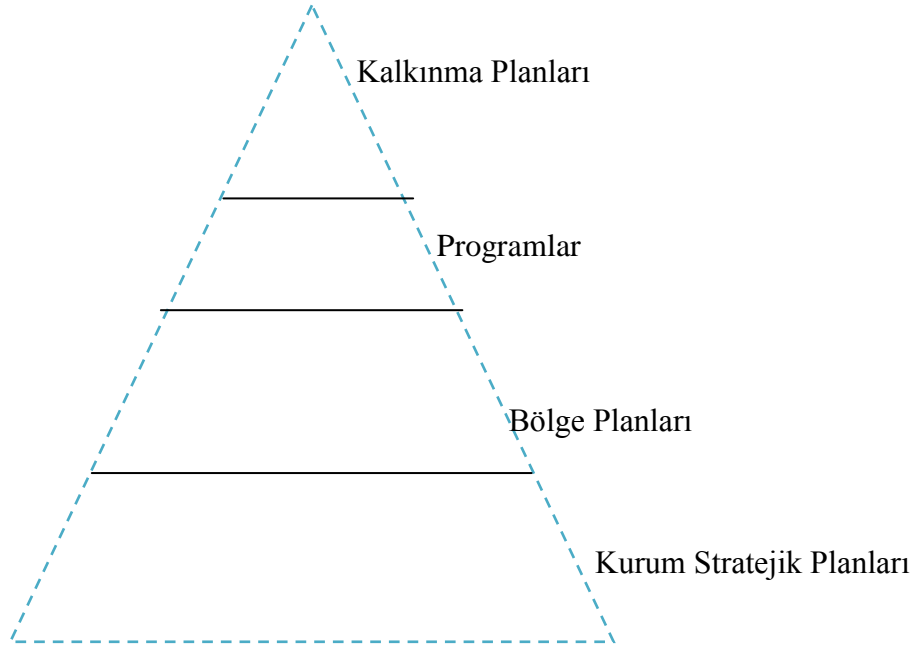 Kalkınma Planları
Programlar
Bölge Planları
Kurum Stratejik Planları